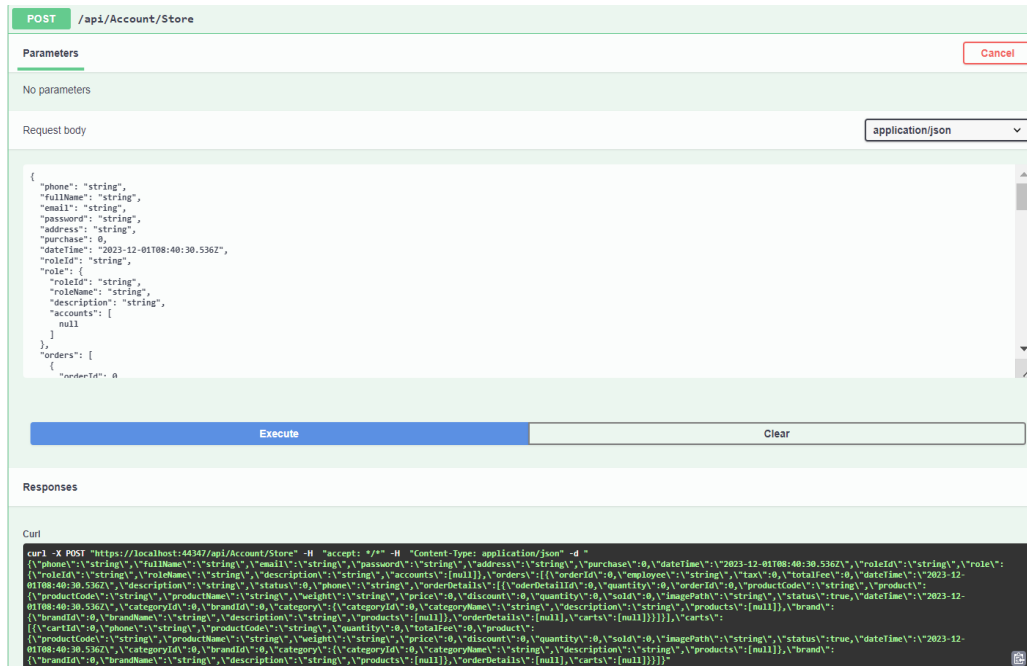 POST /api/Account/Store
Parameters
Cancel
No parameters
Request body
application/json
{
"phone": "string",
"fullName": "string",
"email": "string",
"password": "string",
"address": "string",
"purchase": 0,
"dateTime": "2023-12-01T08:40:30.536Z",
"roleId": "string",
"role": {
"roleId": "string",
"roleName": "string",
"description": "string",
"accounts": [
null
]
},
"orders": [
{
"orderId": 0
Execute
Clear
Responses
Curl
curl -X POST "https://localhost:44347/api/Account/Store" -H  "accept: */*" -H  "Content-Type: application/json" -d "
{\"phone\":\"string\",\"fullName\":\"string\",\"email\":\"string\",\"password\":\"string\",\"address\":\"string\",\"purchase\":0,\"dateTime\":\"2023-12-01T08:40:30.536Z\",\"roleId\":\"string\",\"role\":
{\"roleId\":\"string\",\"roleName\":\"string\",\"description\":\"string\",\"accounts\":[null]},\"orders\":[{\"orderId\":0,\"employee\":\"string\",\"tax\":0,\"totalFee\":0,\"dateTime\":\"2023-12-
01T08:40:30.536Z\",\"description\":\"string\",\"status\":0,\"phone\":\"string\",\"orderDetails\":[{\"oderDetailId\":0,\"quantity\":0,\"orderId\":0,\"productCode\":\"string\",\"product\":
{\"productCode\":\"string\",\"productName\":\"string\",\"weight\":\"string\",\"price\":0,\"discount\":0,\"quantity\":0,\"sold\":0,\"imagePath\":\"string\",\"status\":true,\"dateTime\":\"2023-12-
01T08:40:30.536Z\",\"categoryId\":0,\"brandId\":0,\"category\":{\"categoryId\":0,\"categoryName\":\"string\",\"description\":\"string\",\"products\":[null]},\"brand\":
{\"brandId\":0,\"brandName\":\"string\",\"description\":\"string\",\"products\":[null]},\"orderDetails\":[null],\"carts\":[null]}}]}],\"carts\":
[{\"cartId\":0,\"phone\":\"string\",\"productCode\":\"string\",\"quantity\":0,\"totalFee\":0,\"product\":
{\"productCode\":\"string\",\"productName\":\"string\",\"weight\":\"string\",\"price\":0,\"discount\":0,\"quantity\":0,\"sold\":0,\"imagePath\":\"string\",\"status\":true,\"dateTime\":\"2023-12-
01T08:40:30.536Z\",\"categoryId\":0,\"brandId\":0,\"category\":{\"categoryId\":0,\"categoryName\":\"string\",\"description\":\"string\",\"products\":[null]},\"brand\":
{\"brandId\":0,\"brandName\":\"string\",\"description\":\"string\",\"products\":[null]},\"orderDetails\":[null],\"carts\":[null]}}]}"